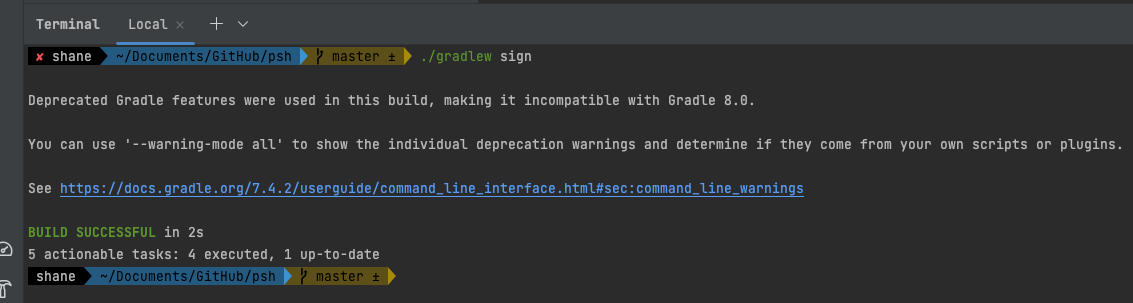 Terminal Local × + 
✘ shane ~/Documents/GitHub/psh master ± ./gradlew sign
Deprecated Gradle features were used in this build, making it incompatible with Gradle 8.0.
You can use '--warning-mode all' to show the individual deprecation warnings and determine if they come from your own scripts or plugins.
See https://docs.gradle.org/7.4.2/userguide/command_line_interface.html#sec:command_line_warnings
BUILD SUCCESSFUL in 2s
5 actionable tasks: 4 executed, 1 up-to-date
shane ~/Documents/GitHub/psh master ±